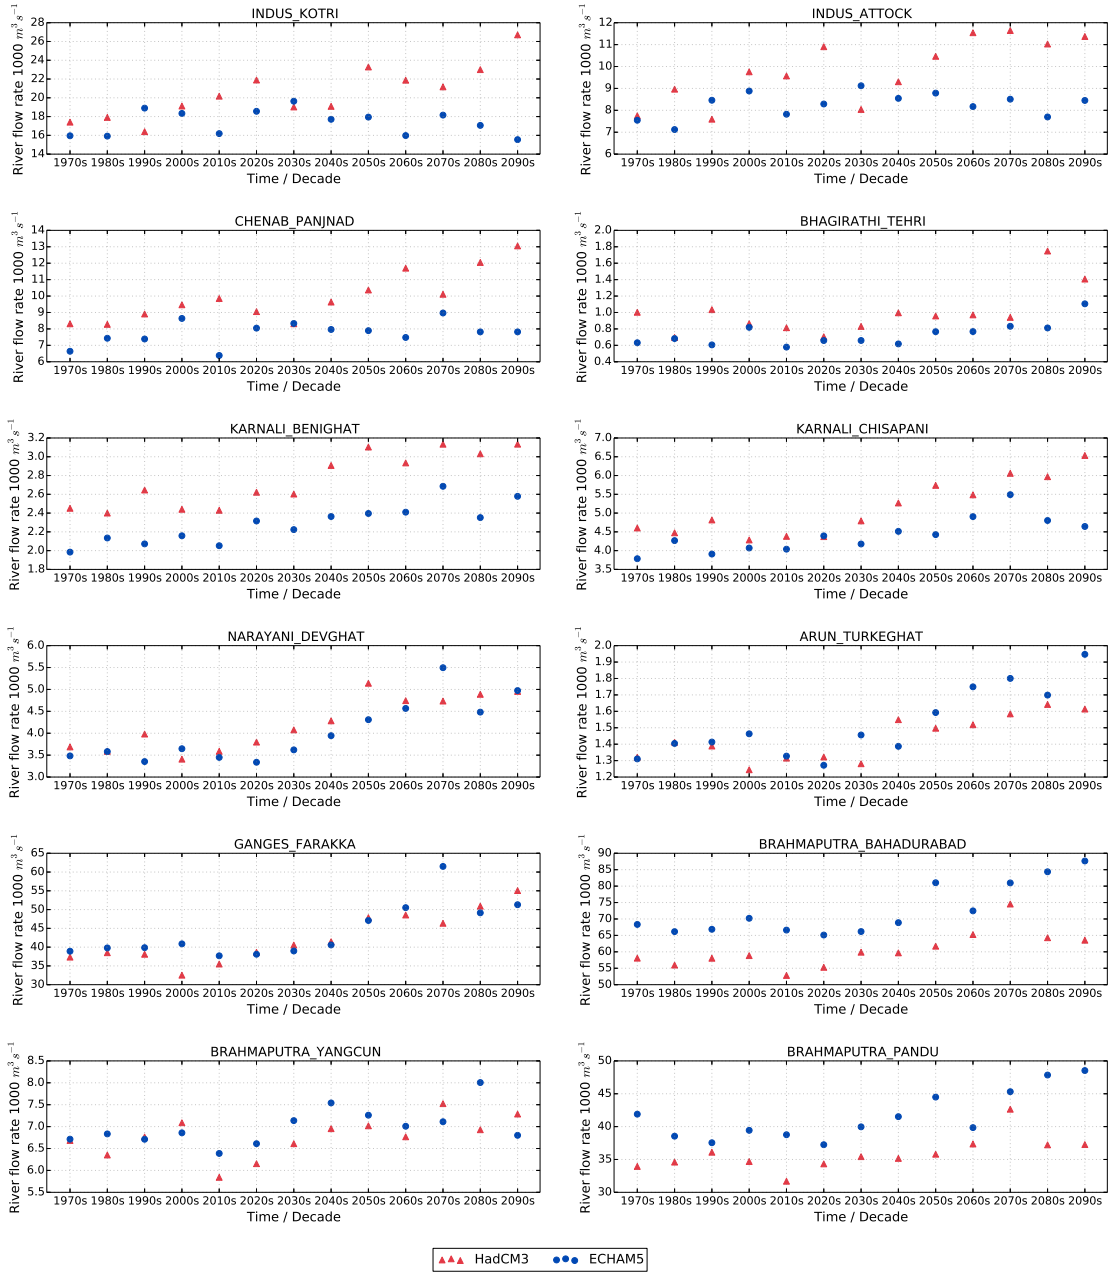 INDUS_KOTRI
River flow rate 1000 m³ s⁻¹
28
26
24
22
20
18
16
14
1970s 1980s 1990s 2000s 2010s 2020s 2030s 2040s 2050s 2060s 2070s 2080s 2090s
Time / Decade
INDUS_ATTOCK
River flow rate 1000 m³ s⁻¹
12
11
10
9
8
7
6
1970s 1980s 1990s 2000s 2010s 2020s 2030s 2040s 2050s 2060s 2070s 2080s 2090s
Time / Decade
CHENAB_PANJNAD
River flow rate 1000 m³ s⁻¹
14
13
12
11
10
9
8
7
6
1970s 1980s 1990s 2000s 2010s 2020s 2030s 2040s 2050s 2060s 2070s 2080s 2090s
Time / Decade
BHAGIRATHI_TEHRI
River flow rate 1000 m³ s⁻¹
2.0
1.8
1.6
1.4
1.2
1.0
0.8
0.6
0.4
1970s 1980s 1990s 2000s 2010s 2020s 2030s 2040s 2050s 2060s 2070s 2080s 2090s
Time / Decade
KARNALI_BENIGHAT
River flow rate 1000 m³ s⁻¹
3.2
3.0
2.8
2.6
2.4
2.2
2.0
1.8
1970s 1980s 1990s 2000s 2010s 2020s 2030s 2040s 2050s 2060s 2070s 2080s 2090s
Time / Decade
KARNALI_CHISAPANI
River flow rate 1000 m³ s⁻¹
7.0
6.5
6.0
5.5
5.0
4.5
4.0
3.5
1970s 1980s 1990s 2000s 2010s 2020s 2030s 2040s 2050s 2060s 2070s 2080s 2090s
Time / Decade
NARAYANI_DEVGHAT
River flow rate 1000 m³ s⁻¹
6.0
5.5
5.0
4.5
4.0
3.5
3.0
1970s 1980s 1990s 2000s 2010s 2020s 2030s 2040s 2050s 2060s 2070s 2080s 2090s
Time / Decade
ARUN_TURKEGHAT
River flow rate 1000 m³ s⁻¹
2.0
1.9
1.8
1.7
1.6
1.5
1.4
1.3
1.2
1970s 1980s 1990s 2000s 2010s 2020s 2030s 2040s 2050s 2060s 2070s 2080s 2090s
Time / Decade
GANGES_FARAKKA
River flow rate 1000 m³ s⁻¹
65
60
55
50
45
40
35
30
1970s 1980s 1990s 2000s 2010s 2020s 2030s 2040s 2050s 2060s 2070s 2080s 2090s
Time / Decade
BRAHMAPUTRA_BAHADURABAD
River flow rate 1000 m³ s⁻¹
90
85
80
75
70
65
60
55
50
1970s 1980s 1990s 2000s 2010s 2020s 2030s 2040s 2050s 2060s 2070s 2080s 2090s
Time / Decade
BRAHMAPUTRA_YANGCUN
River flow rate 1000 m³ s⁻¹
8.5
8.0
7.5
7.0
6.5
6.0
5.5
1970s 1980s 1990s 2000s 2010s 2020s 2030s 2040s 2050s 2060s 2070s 2080s 2090s
Time / Decade
BRAHMAPUTRA_PANDU
River flow rate 1000 m³ s⁻¹
50
45
40
35
30
1970s 1980s 1990s 2000s 2010s 2020s 2030s 2040s 2050s 2060s 2070s 2080s 2090s
Time / Decade
HadCM3 ECHAM5